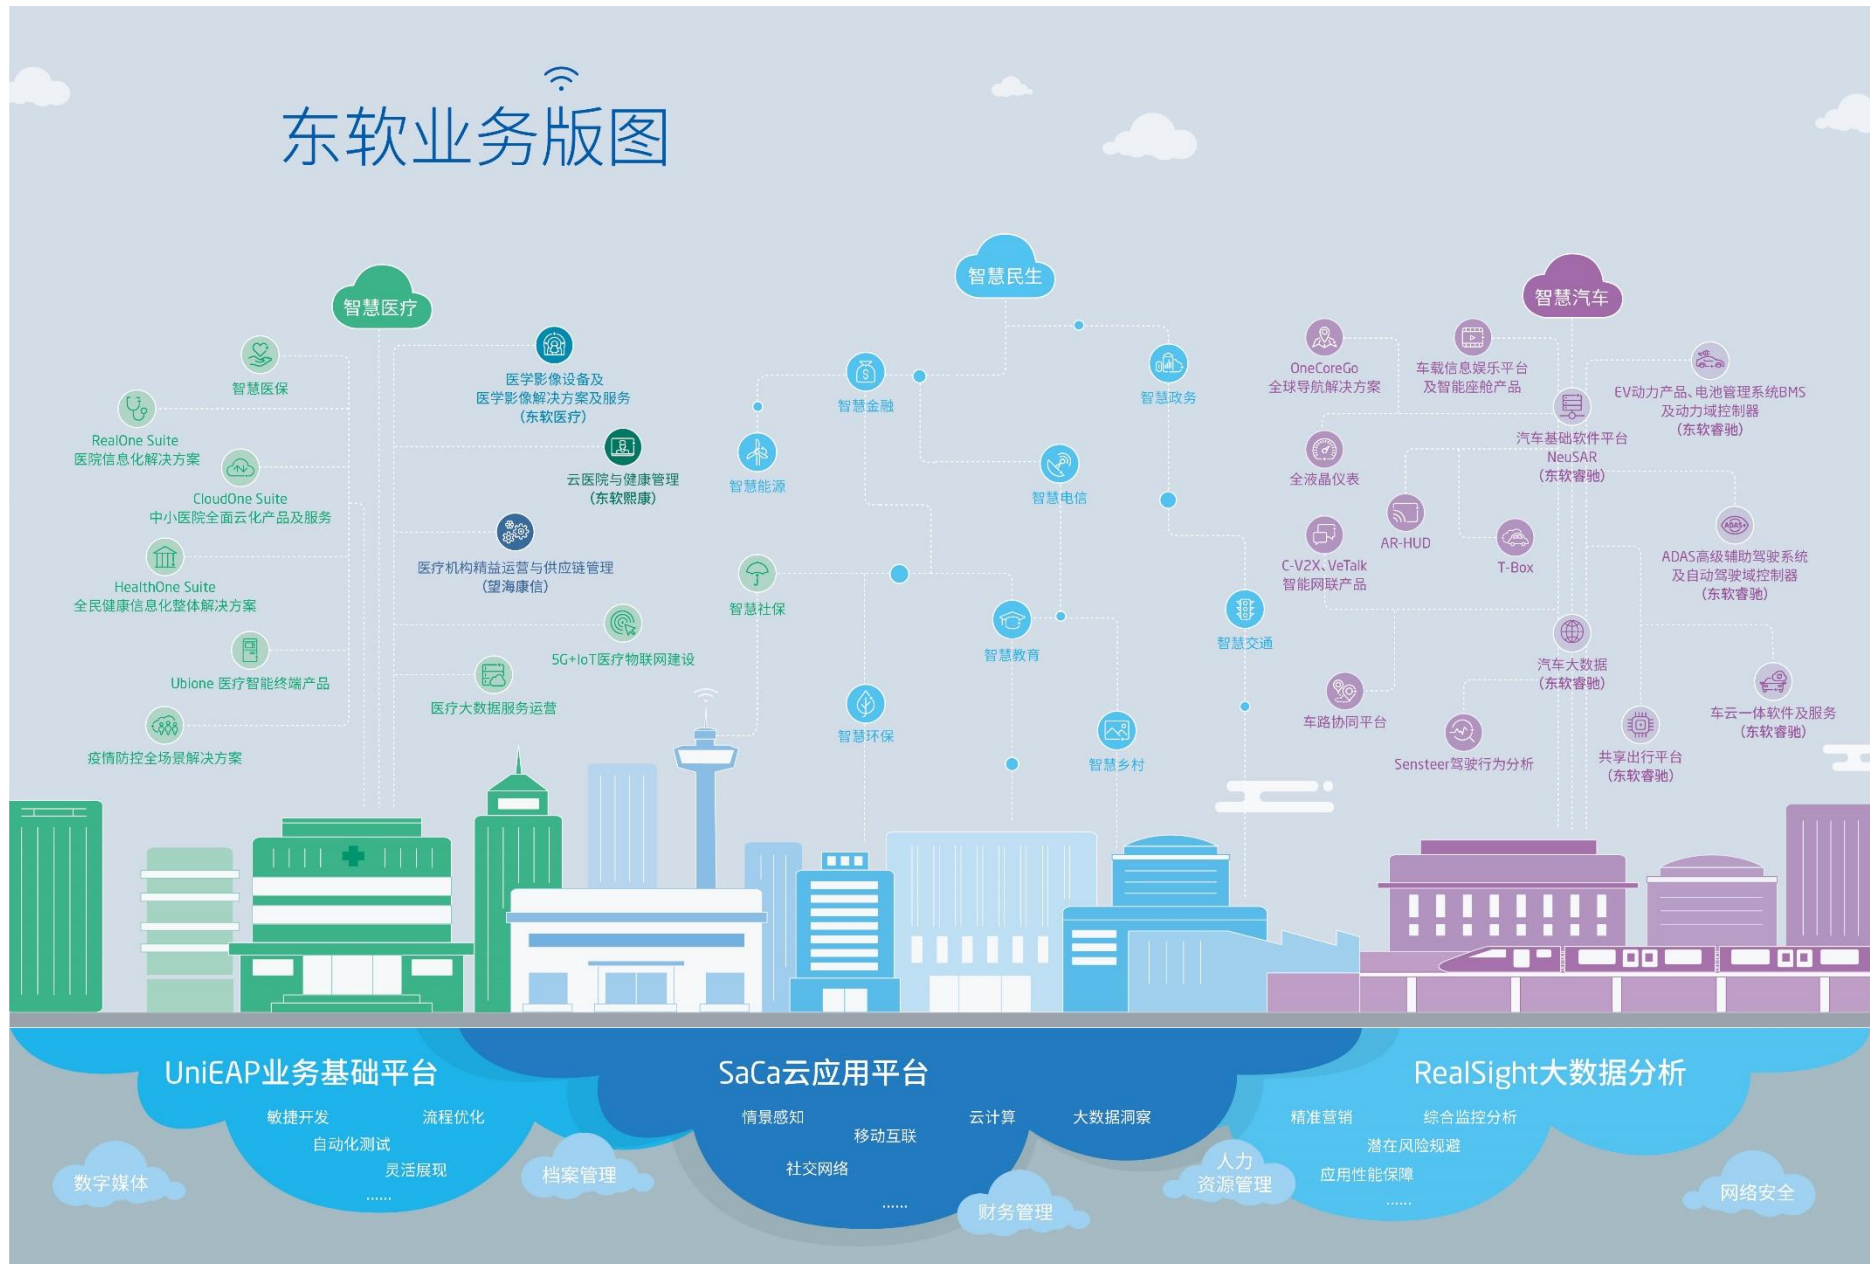 东软业务版图
智慧医疗
智慧医保
RealOne Suite
医院信息化解决方案
CloudOne Suite
中小医院全面云化产品及服务
HealthOne Suite
全民健康信息化整体解决方案
Ubione 医疗智能终端产品
疫情防控全场景解决方案
医学影像设备及
医学影像解决方案及服务
(东软医疗)
云医院与健康管理
(东软熙康)
医疗机构精益运营与供应链管理
(望海康信)
5G+IoT医疗物联网建设
医疗大数据服务运营
智慧民生
智慧金融
智慧政务
智慧能源
智慧电信
智慧社保
智慧教育
智慧交通
智慧环保
智慧乡村
智慧汽车
OneCoreGo
全球导航解决方案
车载信息娱乐平台
及智能座舱产品
EV动力产品、电池管理系统BMS
及动力域控制器
(东软睿驰)
汽车基础软件平台
NeuSAR
(东软睿驰)
全液晶仪表
AR-HUD
T-Box
ADAS+
ADAS高级辅助驾驶系统
及自动驾驶域控制器
(东软睿驰)
C-V2X、VeTalk
智能网联产品
汽车大数据
(东软睿驰)
车路协同平台
Sensteer驾驶行为分析
共享出行平台
(东软睿驰)
车云一体软件及服务
(东软睿驰)
UniEAP业务基础平台
敏捷开发
流程优化
自动化测试
灵活展现
......
SaCa云应用平台
情景感知
云计算
大数据洞察
移动互联
社交网络
......
RealSight大数据分析
精准营销
综合监控分析
潜在风险规避
应用性能保障
......
数字媒体
档案管理
财务管理
人力
资源管理
网络安全